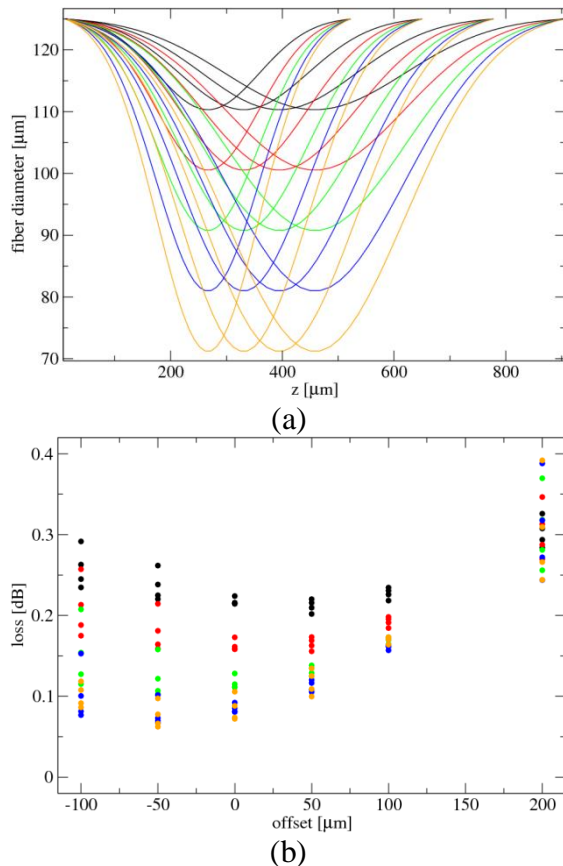 120
110
100
90
80
70
fiber diameter [μm]
200 400 600 800
z [μm]
(a)
0.4
0.3
0.2
0.1
0
loss [dB]
-100 -50 0 50 100 150 200
offset [μm]
(b)